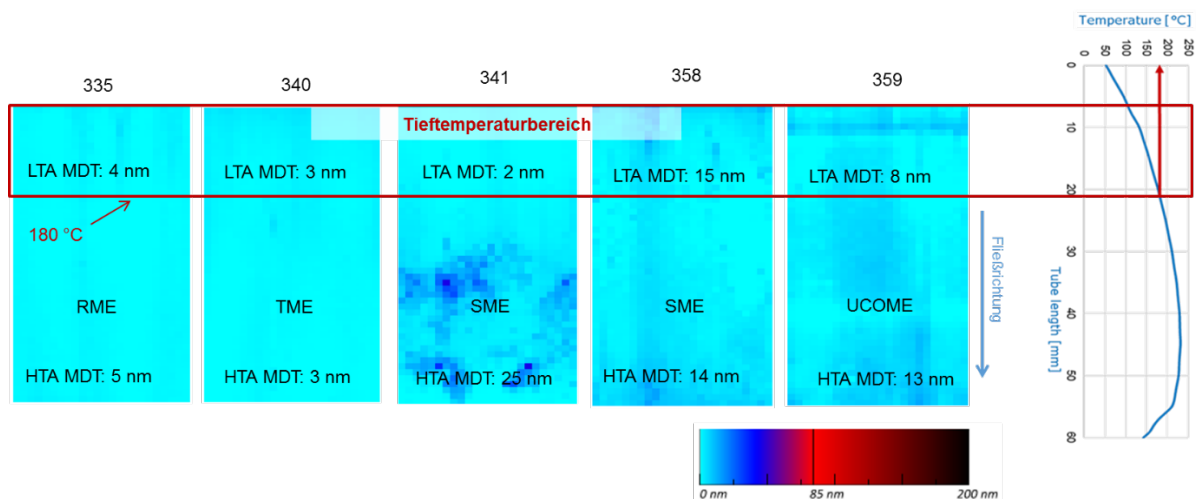 Temperature [°C]
0 50 100 150 200 250
335 340 341 358 359
Tieftemperaturbereich
LTA MDT: 4 nm
LTA MDT: 3 nm
LTA MDT: 2 nm
LTA MDT: 15 nm
LTA MDT: 8 nm
180 °C
RME
TME
SME
SME
UCOME
HTA MDT: 5 nm
HTA MDT: 3 nm
HTA MDT: 25 nm
HTA MDT: 14 nm
HTA MDT: 13 nm
Fließrichtung
Tube length [mm]
0
10
20
30
40
50
60
0 nm 85 nm 200 nm